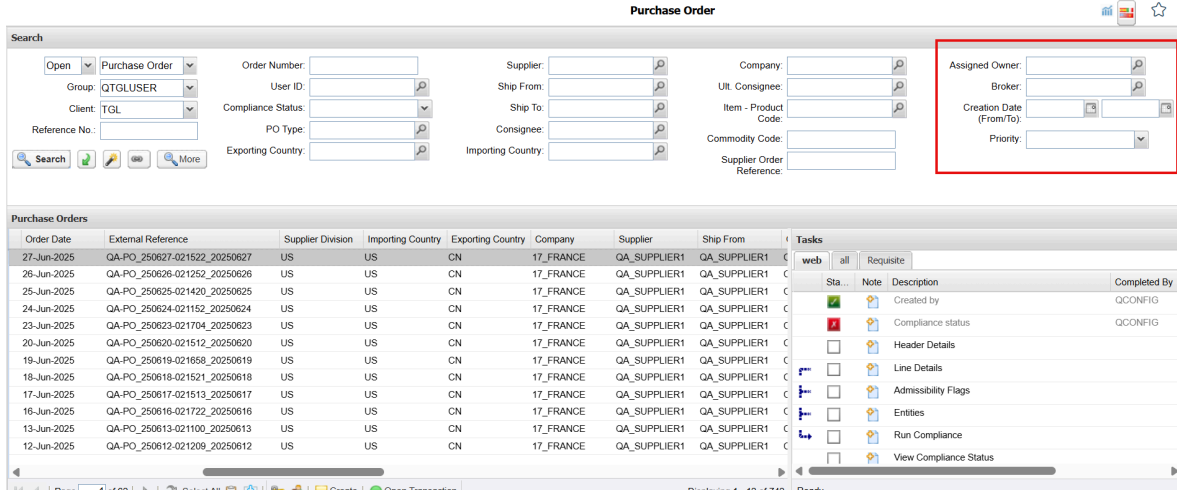 Purchase Order
Search
Open Purchase Order Order Number: Supplier: Company: Assigned Owner:
Group: QTGLUSER User ID: Ship From: Ult. Consignee: Broker:
Client: TGL Compliance Status: Ship To: Item - Product Code: Creation Date (From/To):
Reference No.: PO Type: Consignee: Commodity Code: Priority:
Search More Exporting Country: Importing Country: Supplier Order Reference:
Purchase Orders
Order Date External Reference Supplier Division Importing Country Exporting Country Company Supplier Ship From
27-Jun-2025 QA-PO_250627-021522_20250627 US US CN 17_FRANCE QA_SUPPLIER1 QA_SUPPLIER1
26-Jun-2025 QA-PO_250626-021252_20250626 US US CN 17_FRANCE QA_SUPPLIER1 QA_SUPPLIER1
25-Jun-2025 QA-PO_250625-021420_20250625 US US CN 17_FRANCE QA_SUPPLIER1 QA_SUPPLIER1
24-Jun-2025 QA-PO_250624-021152_20250624 US US CN 17_FRANCE QA_SUPPLIER1 QA_SUPPLIER1
23-Jun-2025 QA-PO_250623-021704_20250623 US US CN 17_FRANCE QA_SUPPLIER1 QA_SUPPLIER1
20-Jun-2025 QA-PO_250620-021512_20250620 US US CN 17_FRANCE QA_SUPPLIER1 QA_SUPPLIER1
19-Jun-2025 QA-PO_250619-021658_20250619 US US CN 17_FRANCE QA_SUPPLIER1 QA_SUPPLIER1
18-Jun-2025 QA-PO_250618-021521_20250618 US US CN 17_FRANCE QA_SUPPLIER1 QA_SUPPLIER1
17-Jun-2025 QA-PO_250617-021513_20250617 US US CN 17_FRANCE QA_SUPPLIER1 QA_SUPPLIER1
16-Jun-2025 QA-PO_250616-021722_20250616 US US CN 17_FRANCE QA_SUPPLIER1 QA_SUPPLIER1
13-Jun-2025 QA-PO_250613-021100_20250613 US US CN 17_FRANCE QA_SUPPLIER1 QA_SUPPLIER1
12-Jun-2025 QA-PO_250612-021209_20250612 US US CN 17_FRANCE QA_SUPPLIER1 QA_SUPPLIER1
Tasks
web all Requisite
Sta... Note Description Completed By
Created by QCONFIG
Compliance status QCONFIG
Header Details
Line Details
Admissibility Flags
Entities
Run Compliance
View Compliance Status
Select All Create Open Transaction
Ready